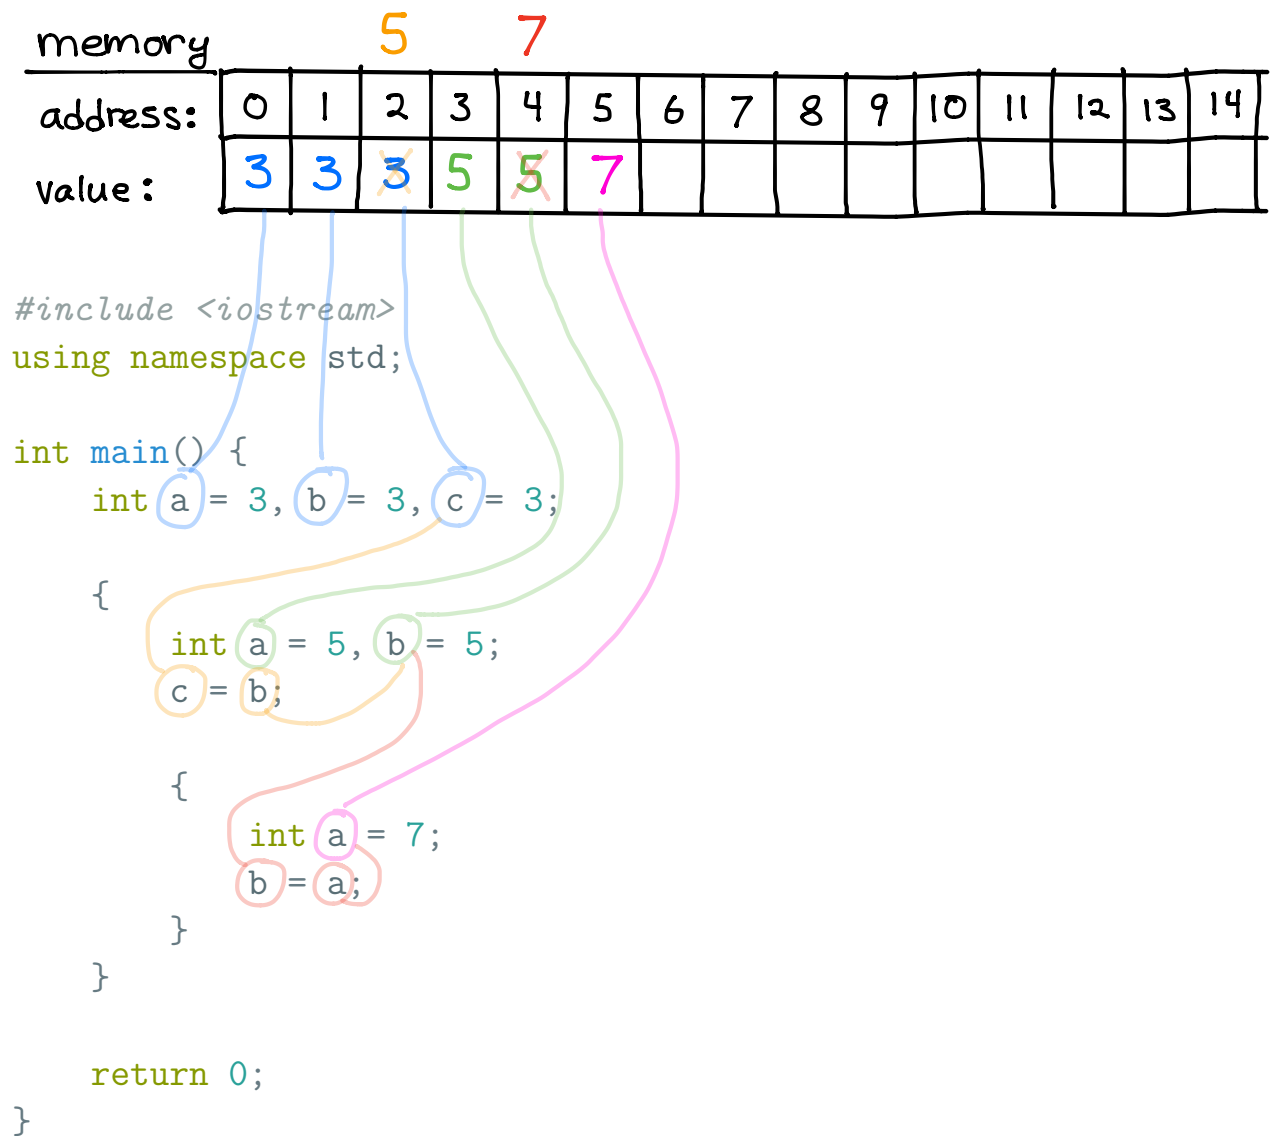 5 7
memory
address: 0 1 2 3 4 5 6 7 8 9 10 11 12 13 14
value: 3 3 3 5 5 7
#include <iostream>
using namespace std;
int main() {
int a = 3, b = 3, c = 3;
{
int a = 5, b = 5;
c = b;
{
int a = 7;
b = a;
}
}
return 0;
}